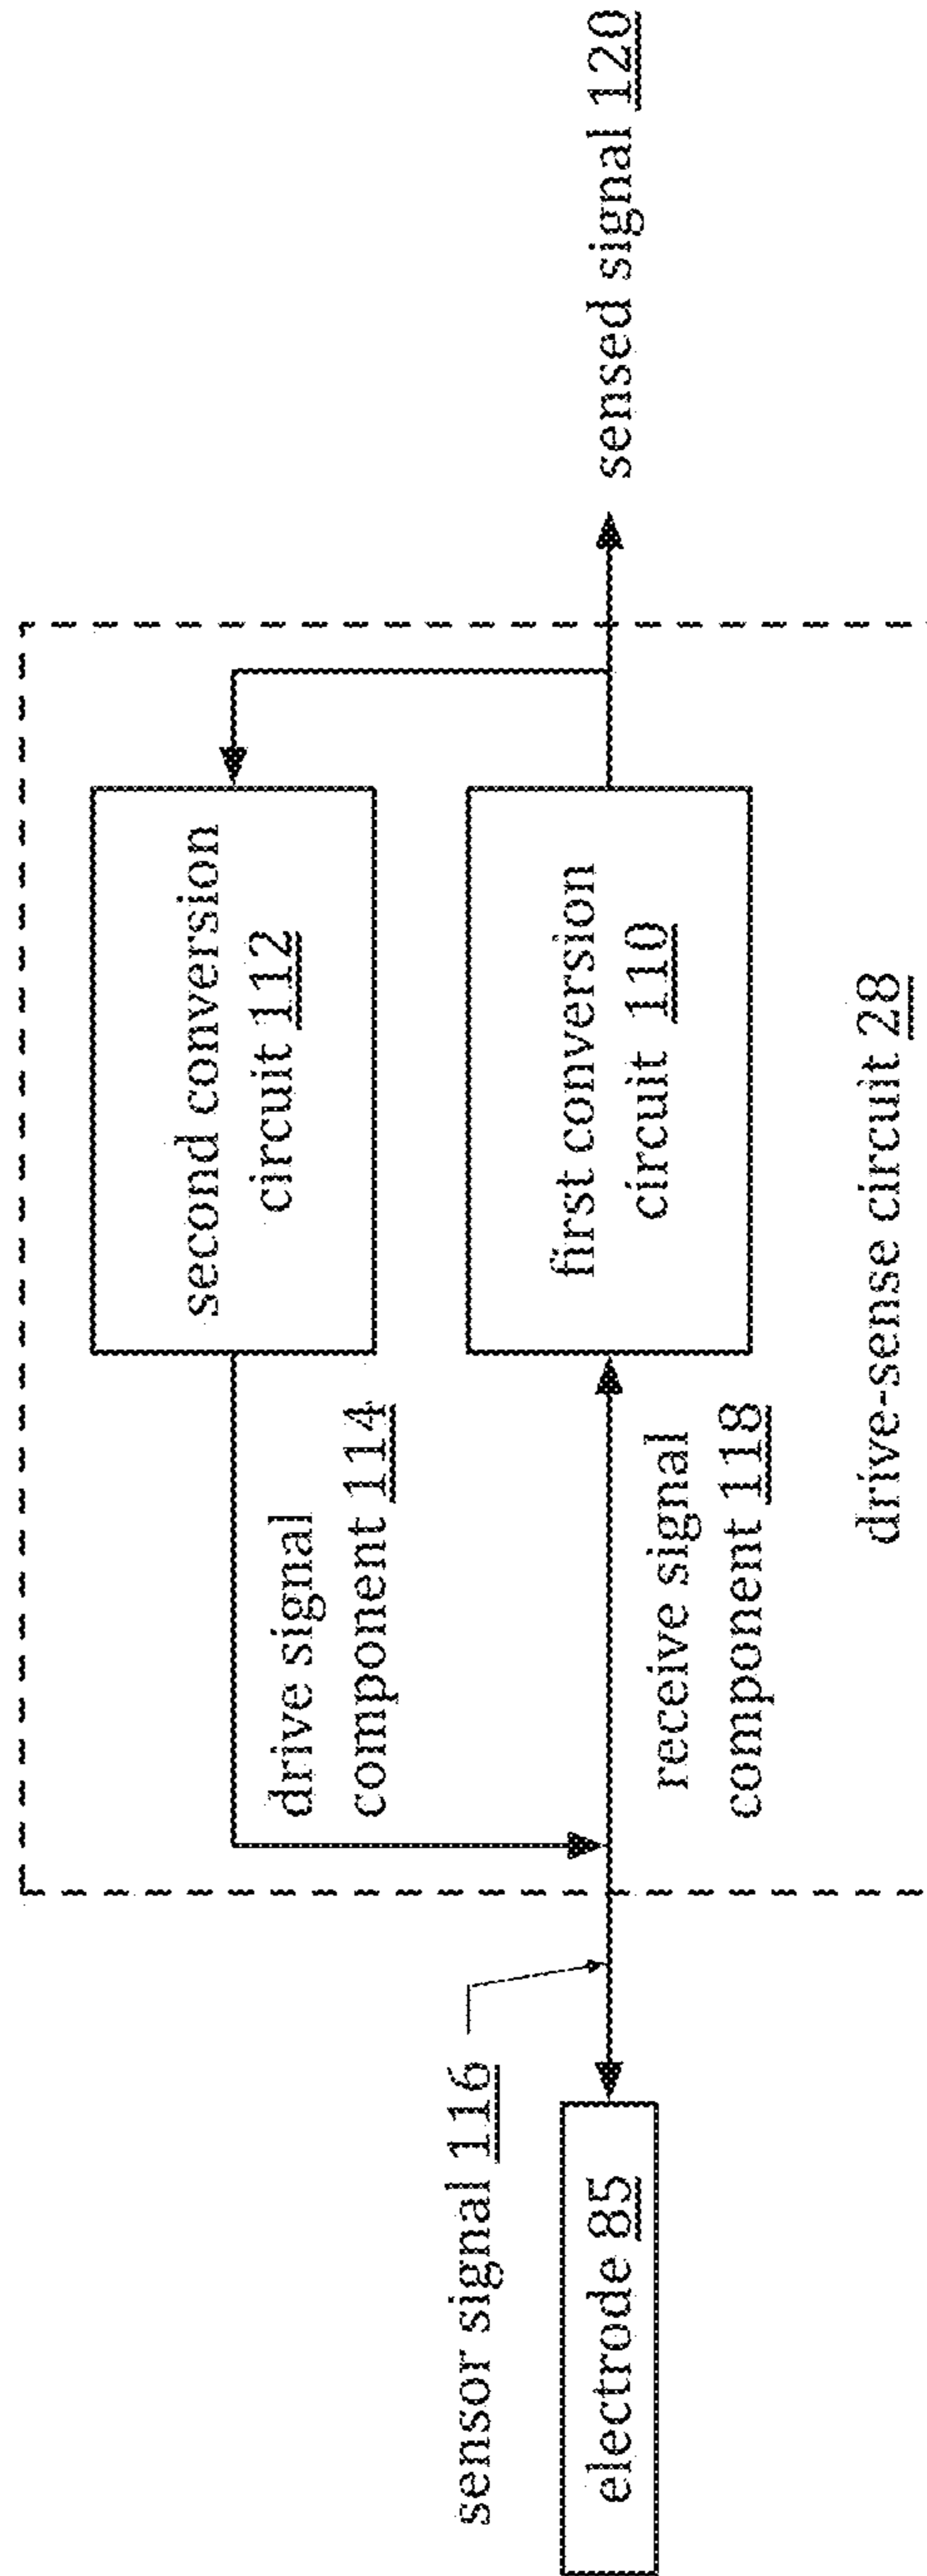 second conversion
circuit 112
drive signal
component 114
sensor signal 116
electrode 85
first conversion
circuit 110
receive signal
component 118
sensed signal 120
drive-sense circuit 28